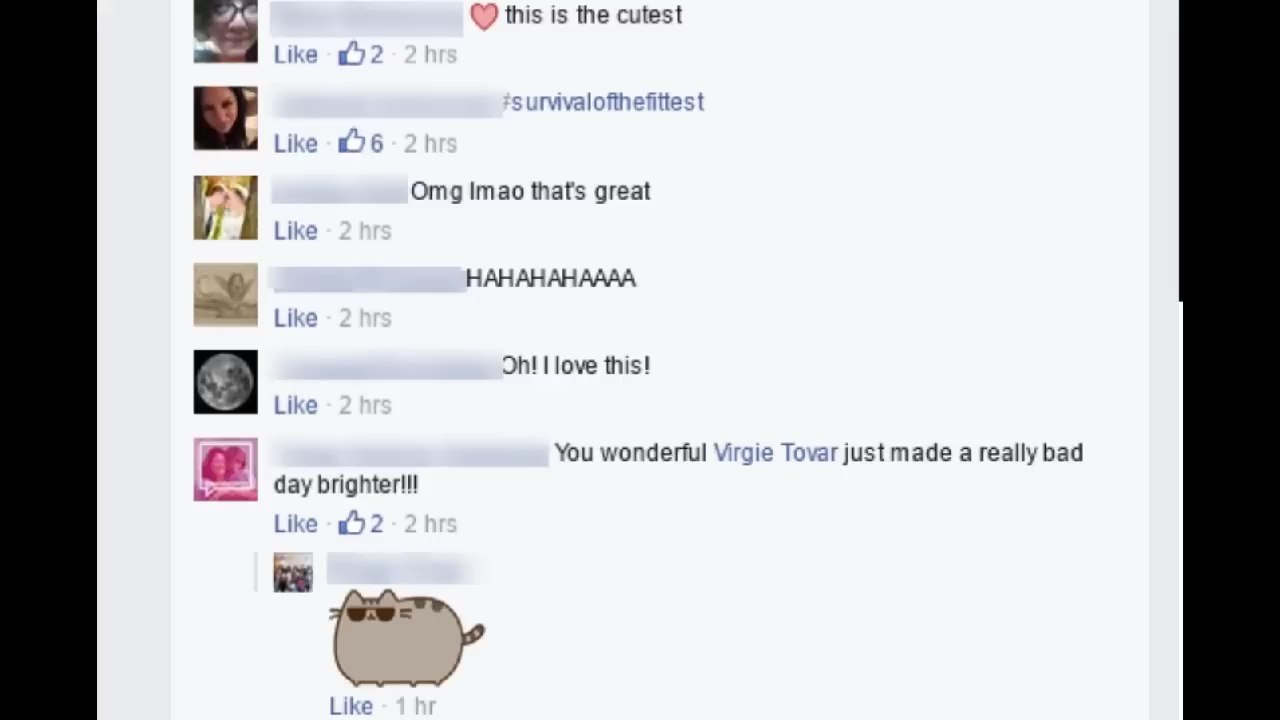 this is the cutest
Like · 2 · 2 hrs
#survivalofthefittest
Like · 6 · 2 hrs
Omg lmao that's great
Like · 2 hrs
HAHAHAHAAAA
Like · 2 hrs
Oh! I love this!
Like · 2 hrs
You wonderful Virgie Tovar just made a really bad
day brighter!!!
Like · 2 · 2 hrs
Like · 1 hr